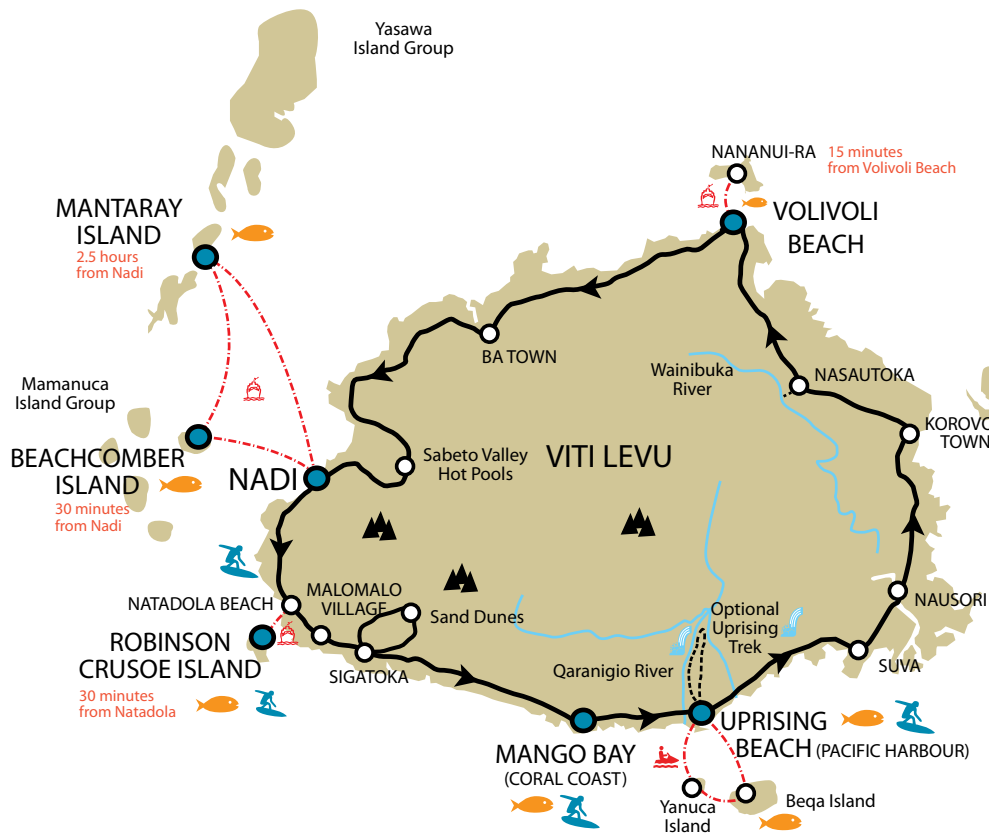 Yasawa
Island Group
NANANUI-RA
15 minutes
from Volivoli Beach
MANTARAY
ISLAND
2.5 hours
from Nadi
VOLIVOLI
BEACH
BA TOWN
Wainibuka
River
NASAUTOKA
Mamanuca
Island Group
KOROVO
TOWN
BEACHCOMBER
ISLAND
30 minutes
from Nadi
NADI
Sabeto Valley
Hot Pools
VITI LEVU
NATADOLA BEACH
MALOMALO
VILLAGE
Sand Dunes
Optional
Uprising
Trek
NAUSORI
ROBINSON
CRUSOE ISLAND
30 minutes
from Natadola
SIGATOKA
Qaranigio River
SUVA
MANGO BAY
(CORAL COAST)
UPRISING
BEACH (PACIFIC HARBOUR)
Yanuca
Island
Beqa Island